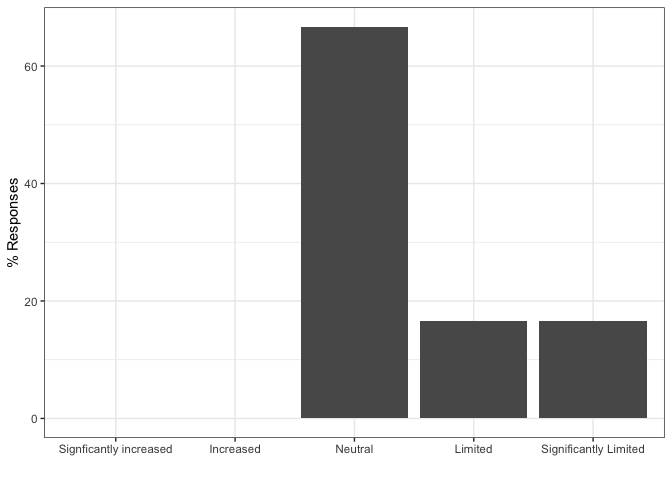 % Responses
60
40
20
0
Signficantly increased
Increased
Neutral
Limited
Significantly Limited